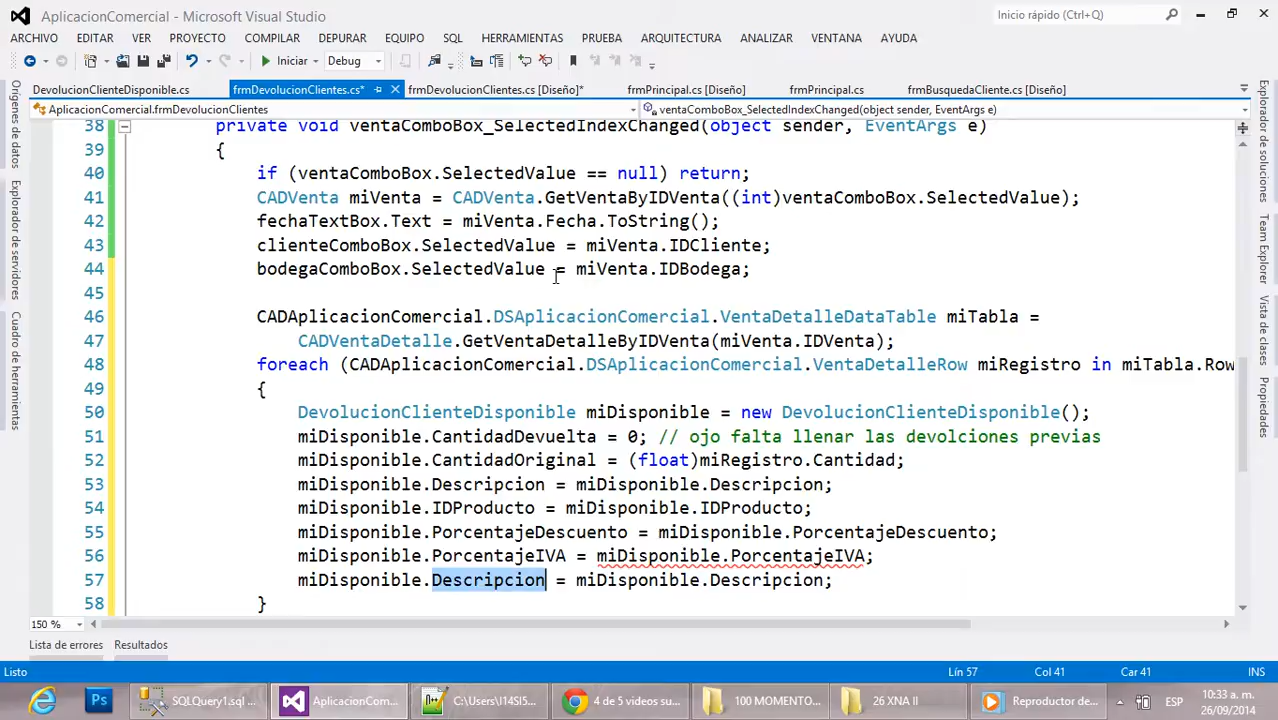 AplicacionComercial - Microsoft Visual Studio
Inicio rápido (Ctrl+Q)
ARCHIVO EDITAR VER PROYECTO COMPILAR DEPURAR EQUIPO SQL HERRAMIENTAS PRUEBA ARQUITECTURA ANALIZAR VENTANA AYUDA
Iniciar Debug
DevolucionClienteDisponible.cs frmDevolucionClientes.cs* frmDevolucionClientes.cs [Diseño]* frmPrincipal.cs [Diseño] frmPrincipal.cs frmBusquedaCliente.cs [Diseño]
AplicacionComercial.frmDevolucionClientes ventaComboBox_SelectedIndexChanged(object sender, EventArgs e)
Orígenes de datos
Explorador de servidores
Cuadro de herramientas
Explorador de soluciones
Vista de clases
Propiedades
38 private void ventaComboBox_SelectedIndexChanged(object sender, EventArgs e)
39 {
40 if (ventaComboBox.SelectedValue == null) return;
41 CADVenta miVenta = CADVenta.GetVentaByIDVenta((int)ventaComboBox.SelectedValue);
42 fechaTextBox.Text = miVenta.Fecha.ToString();
43 clienteComboBox.SelectedValue = miVenta.IDCliente;
44 bodegaComboBox.SelectedValue = miVenta.IDBodega;
45
46 CADAplicacionComercial.DSAplicacionComercial.VentaDetalleDataTable miTabla =
47 CADVentaDetalle.GetVentaDetalleByIDVenta(miVenta.IDVenta);
48 foreach (CADAplicacionComercial.DSAplicacionComercial.VentaDetalleRow miRegistro in miTabla.Row
49 {
50 DevolucionClienteDisponible miDisponible = new DevolucionClienteDisponible();
51 miDisponible.CantidadDevuelta = 0; // ojo falta llenar las devolciones previas
52 miDisponible.CantidadOriginal = (float)miRegistro.Cantidad;
53 miDisponible.Descripcion = miDisponible.Descripcion;
54 miDisponible.IDProducto = miDisponible.IDProducto;
55 miDisponible.PorcentajeDescuento = miDisponible.PorcentajeDescuento;
56 miDisponible.PorcentajeIVA = miDisponible.PorcentajeIVA;
57 miDisponible.Descripcion = miDisponible.Descripcion;
58 }
150 %
Lista de errores Resultados
Listo Lín 57 Col 41 Car 41 INS
SQLQuery1.sql ... AplicacionCom... C:\Users\I14SI5... 4 de 5 videos su... 100 MOMENTO... 26 XNA II Reproductor de... ESP 10:33 a.m.
26/09/2014